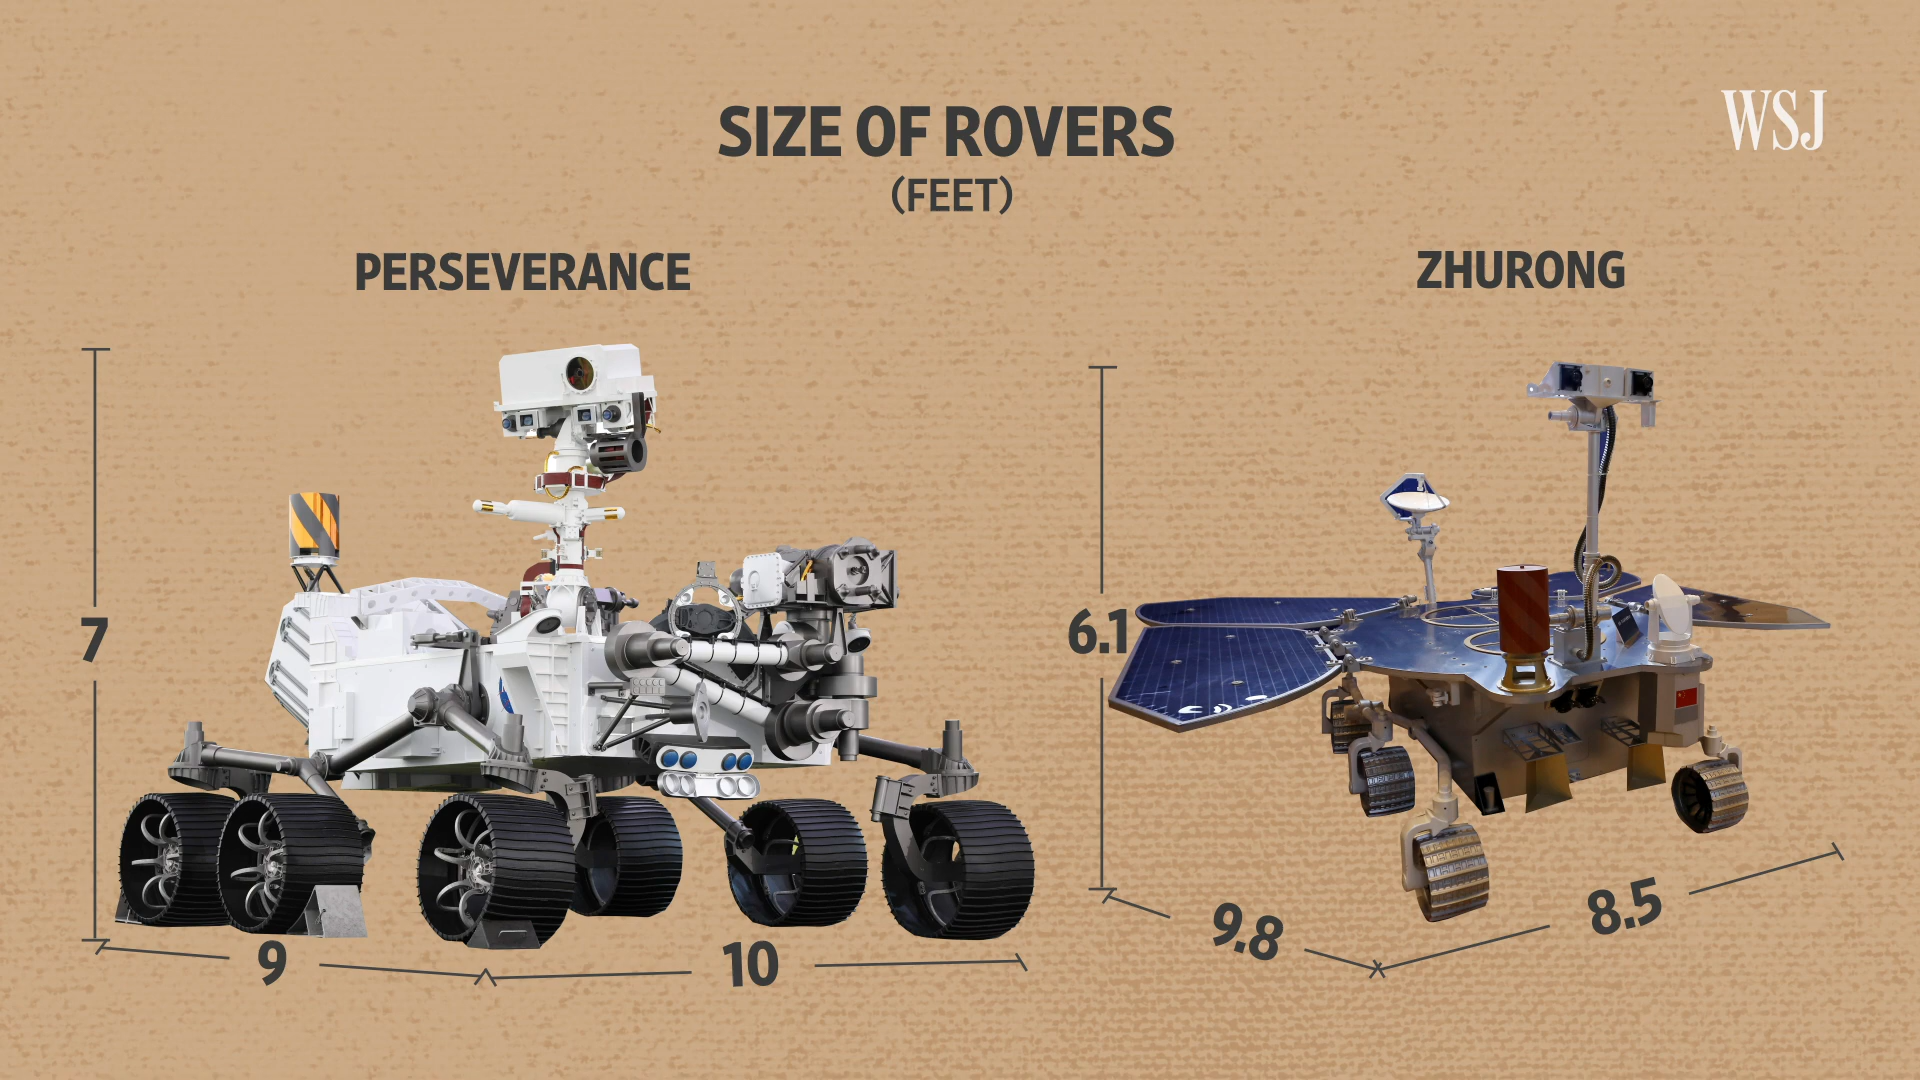 SIZE OF ROVERS
(FEET)
WSJ
PERSEVERANCE
ZHURONG
7
9
10
6.1
9.8
8.5